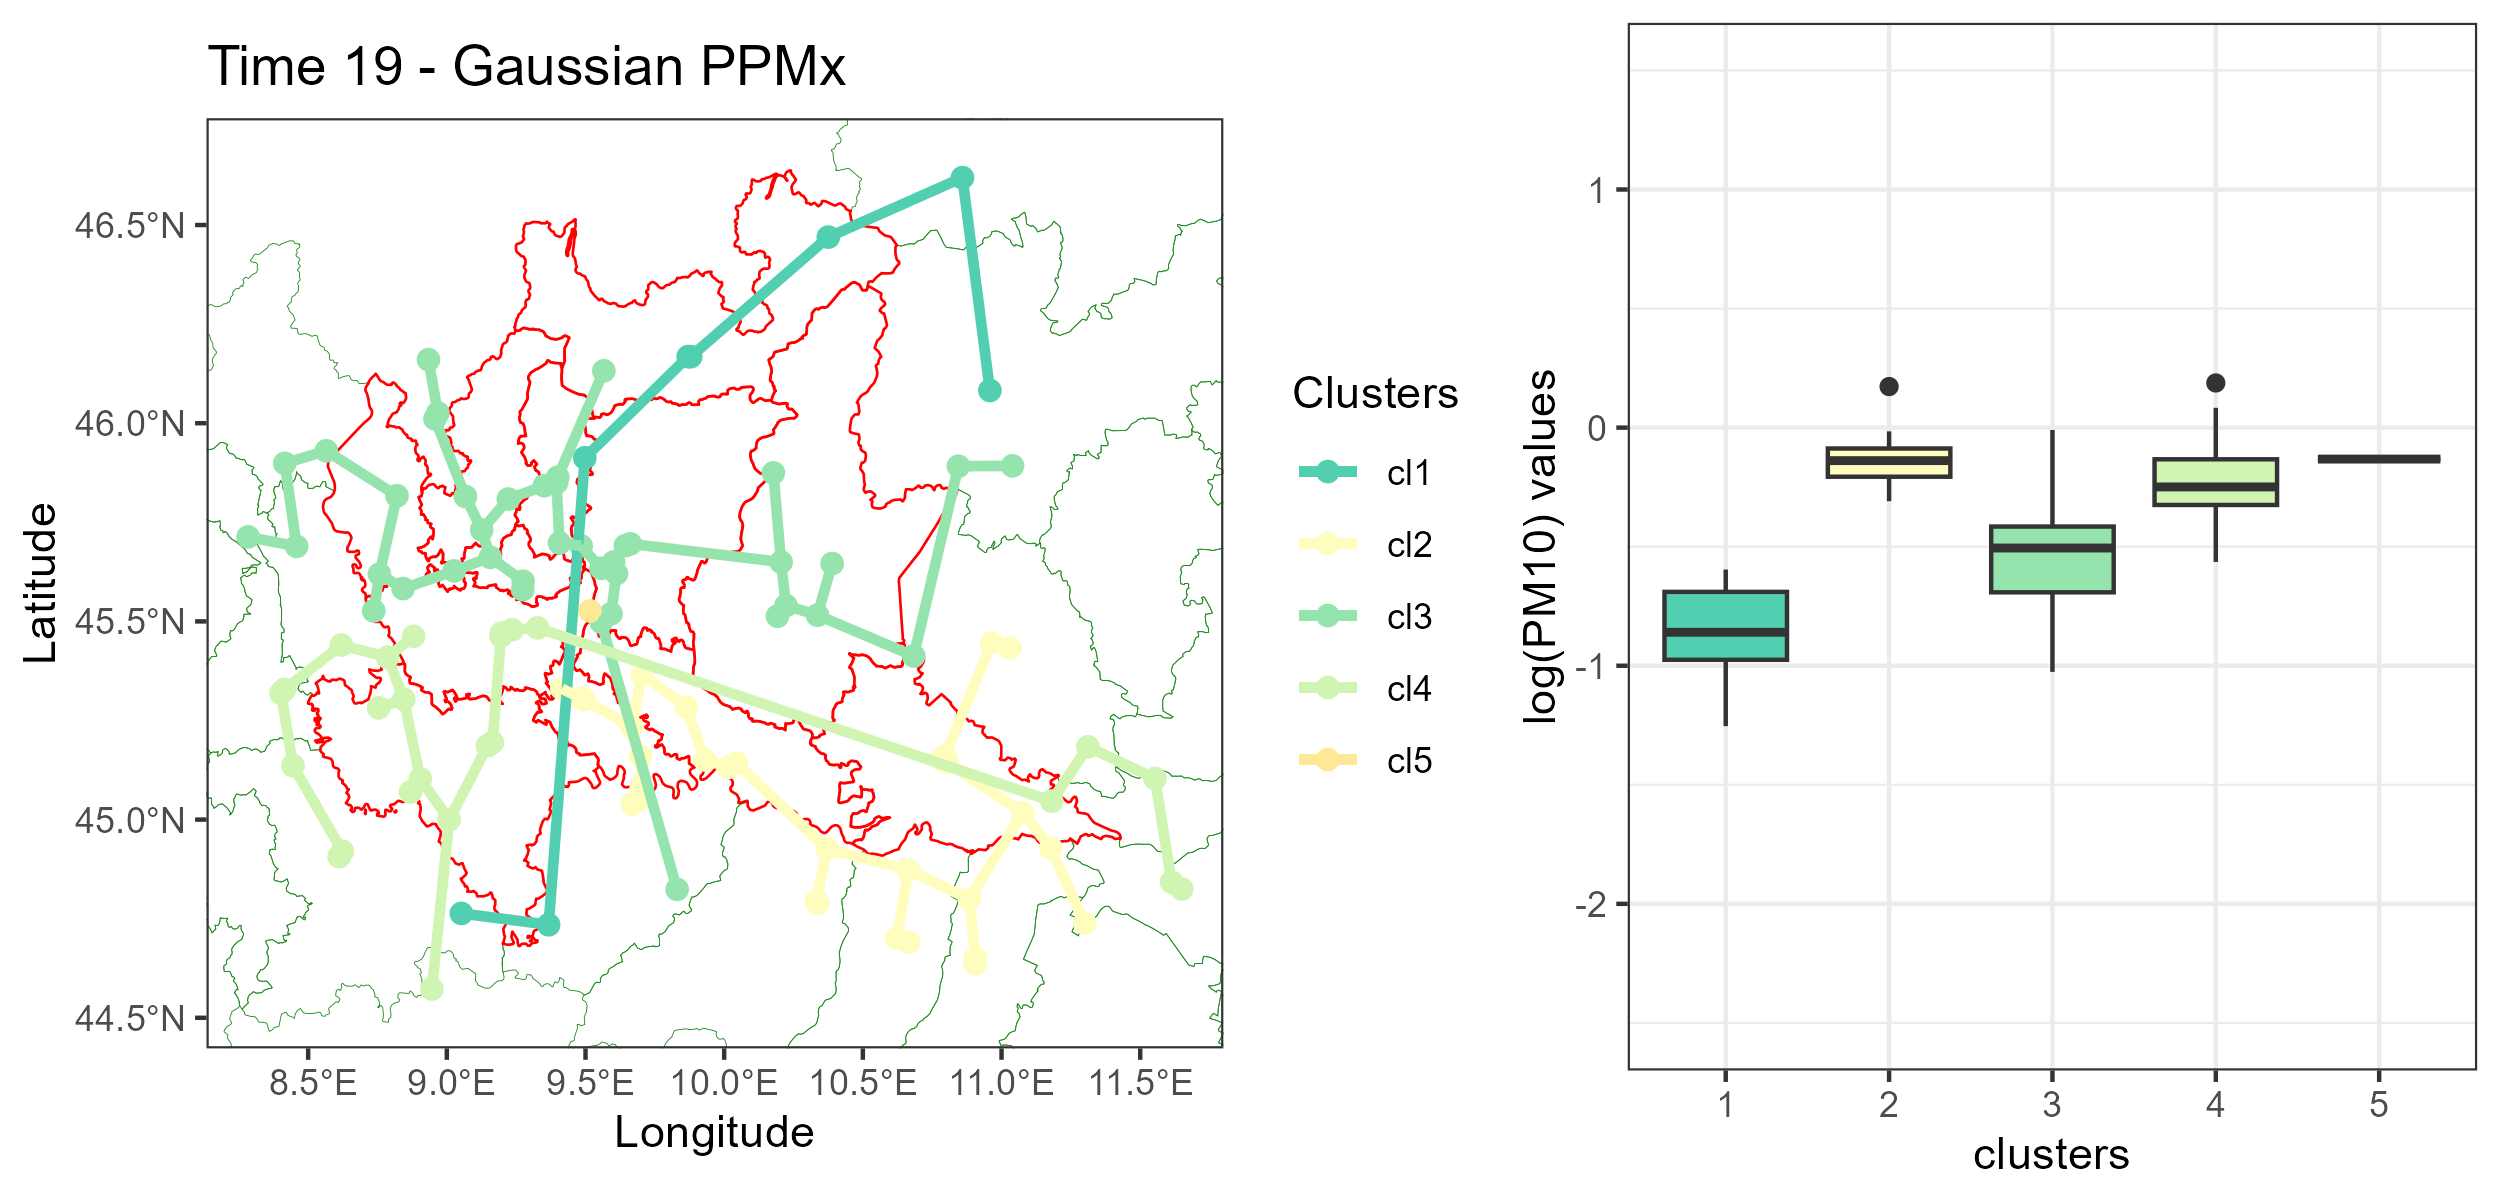 Time 19 - Gaussian PPMx
46.5°N
46.0°N
45.5°N
45.0°N
44.5°N
Latitude
8.5°E 9.0°E 9.5°E 10.0°E 10.5°E 11.0°E 11.5°E
Longitude
Clusters
cl1
cl2
cl3
cl4
cl5
log(PM10) values
1
0
-1
-2
1 2 3 4 5
clusters